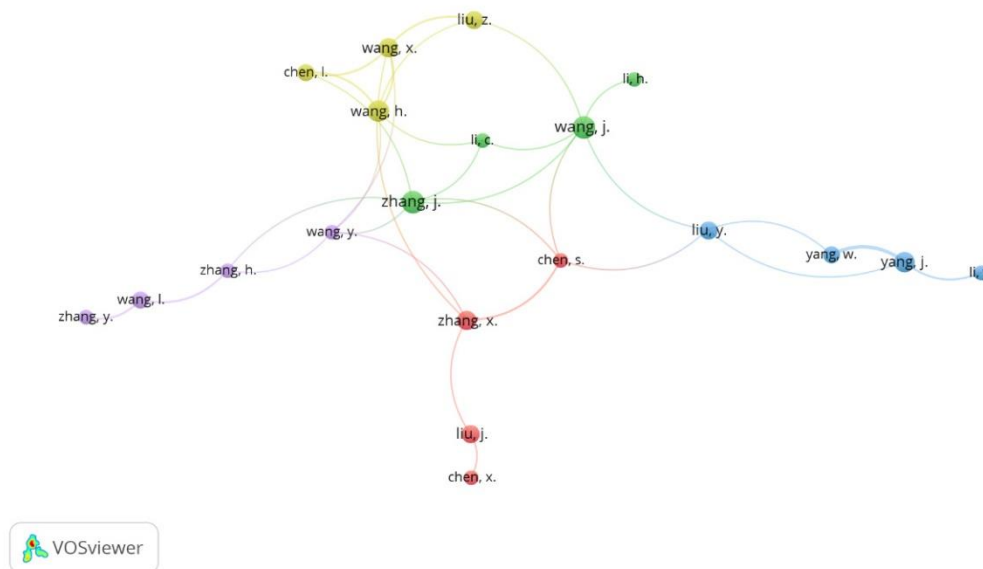 liu, z.
wang, x.
chen, l.
li, h.
wang, h.
wang, j.
li, c.
zhang, j.
wang, y.
liu, y.
yang, w.
chen, s.
yang, j.
zhang, h.
li,
wang, l.
zhang, y.
zhang, x.
liu, j.
chen, x.
VOSviewer